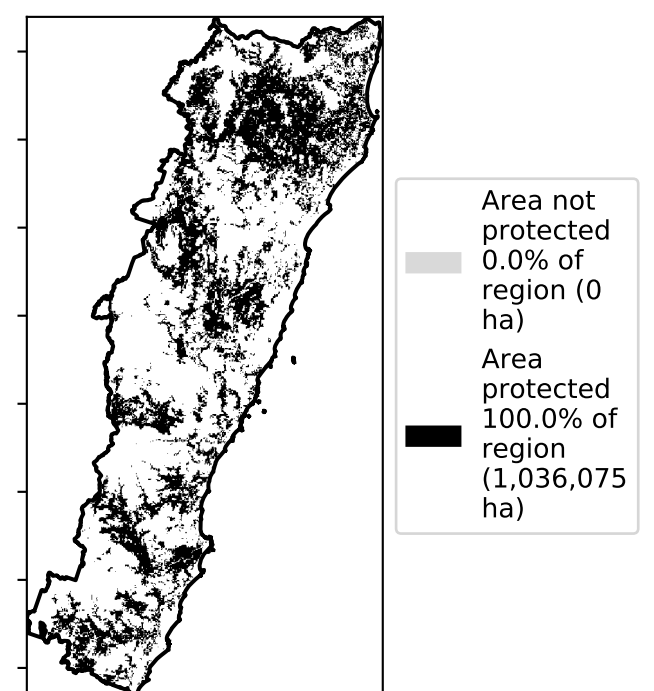 Area not
protected
0.0% of
region (0
ha)
Area
protected
100.0% of
region
(1,036,075
ha)